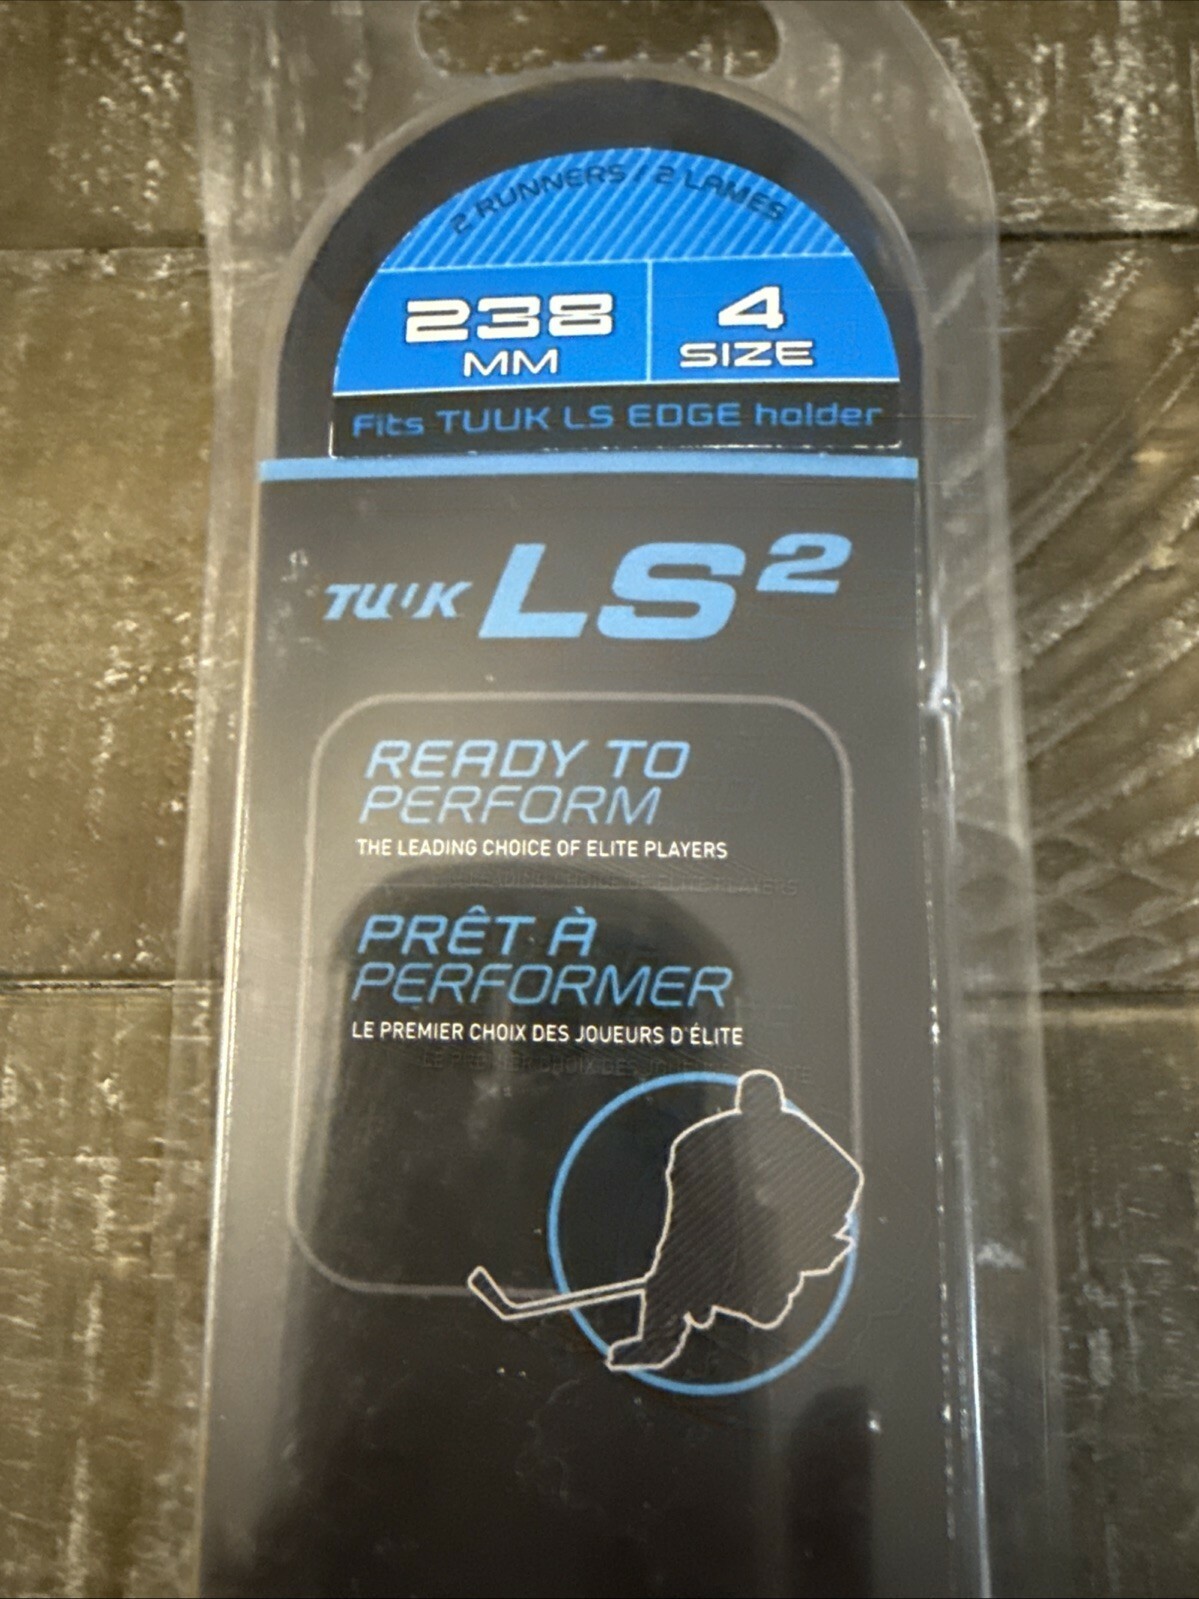 2 RUNNERS / 2 LAMES
238
MM
4
SIZE
Fits TUUK LS EDGE holder
TUUK LS2
READY TO
PERFORM
THE LEADING CHOICE OF ELITE PLAYERS
PRÊT À
PERFORMER
LE PREMIER CHOIX DES JOUEURS D'ÉLITE